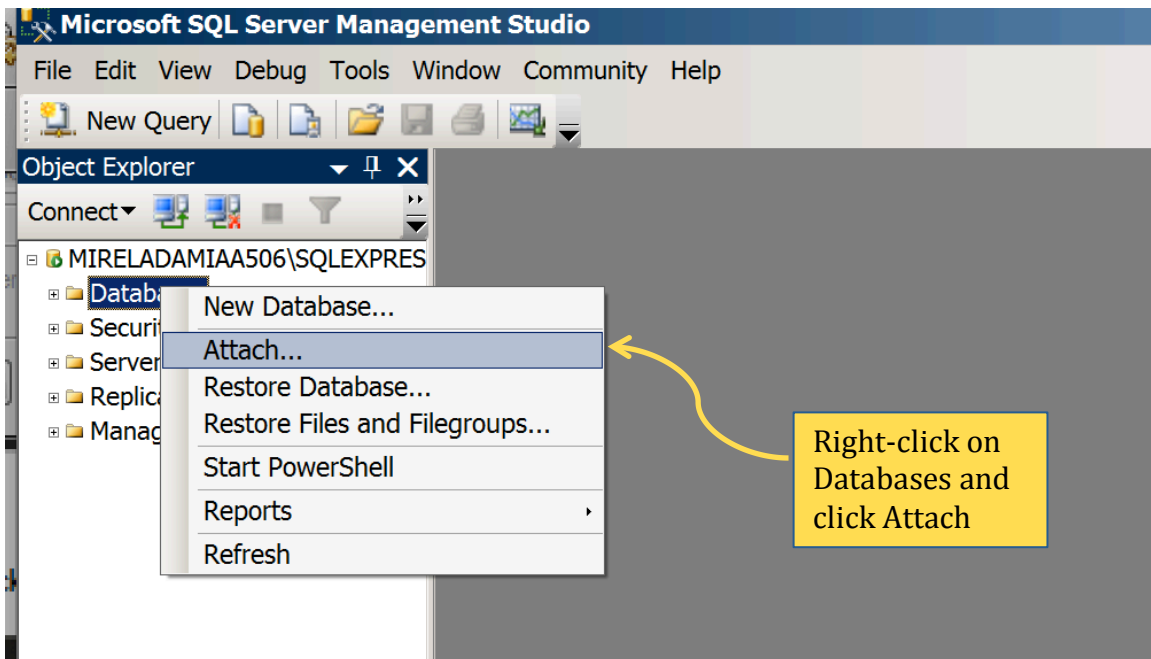 Microsoft SQL Server Management Studio
File Edit View Debug Tools Window Community Help
New Query
Object Explorer
Connect
MIRELADAMIAA506\SQLEXPRES
Datab
Securit
Server
Replica
Manag
New Database...
Attach...
Restore Database...
Restore Files and Filegroups...
Start PowerShell
Reports
Refresh
Right-click on
Databases and
click Attach